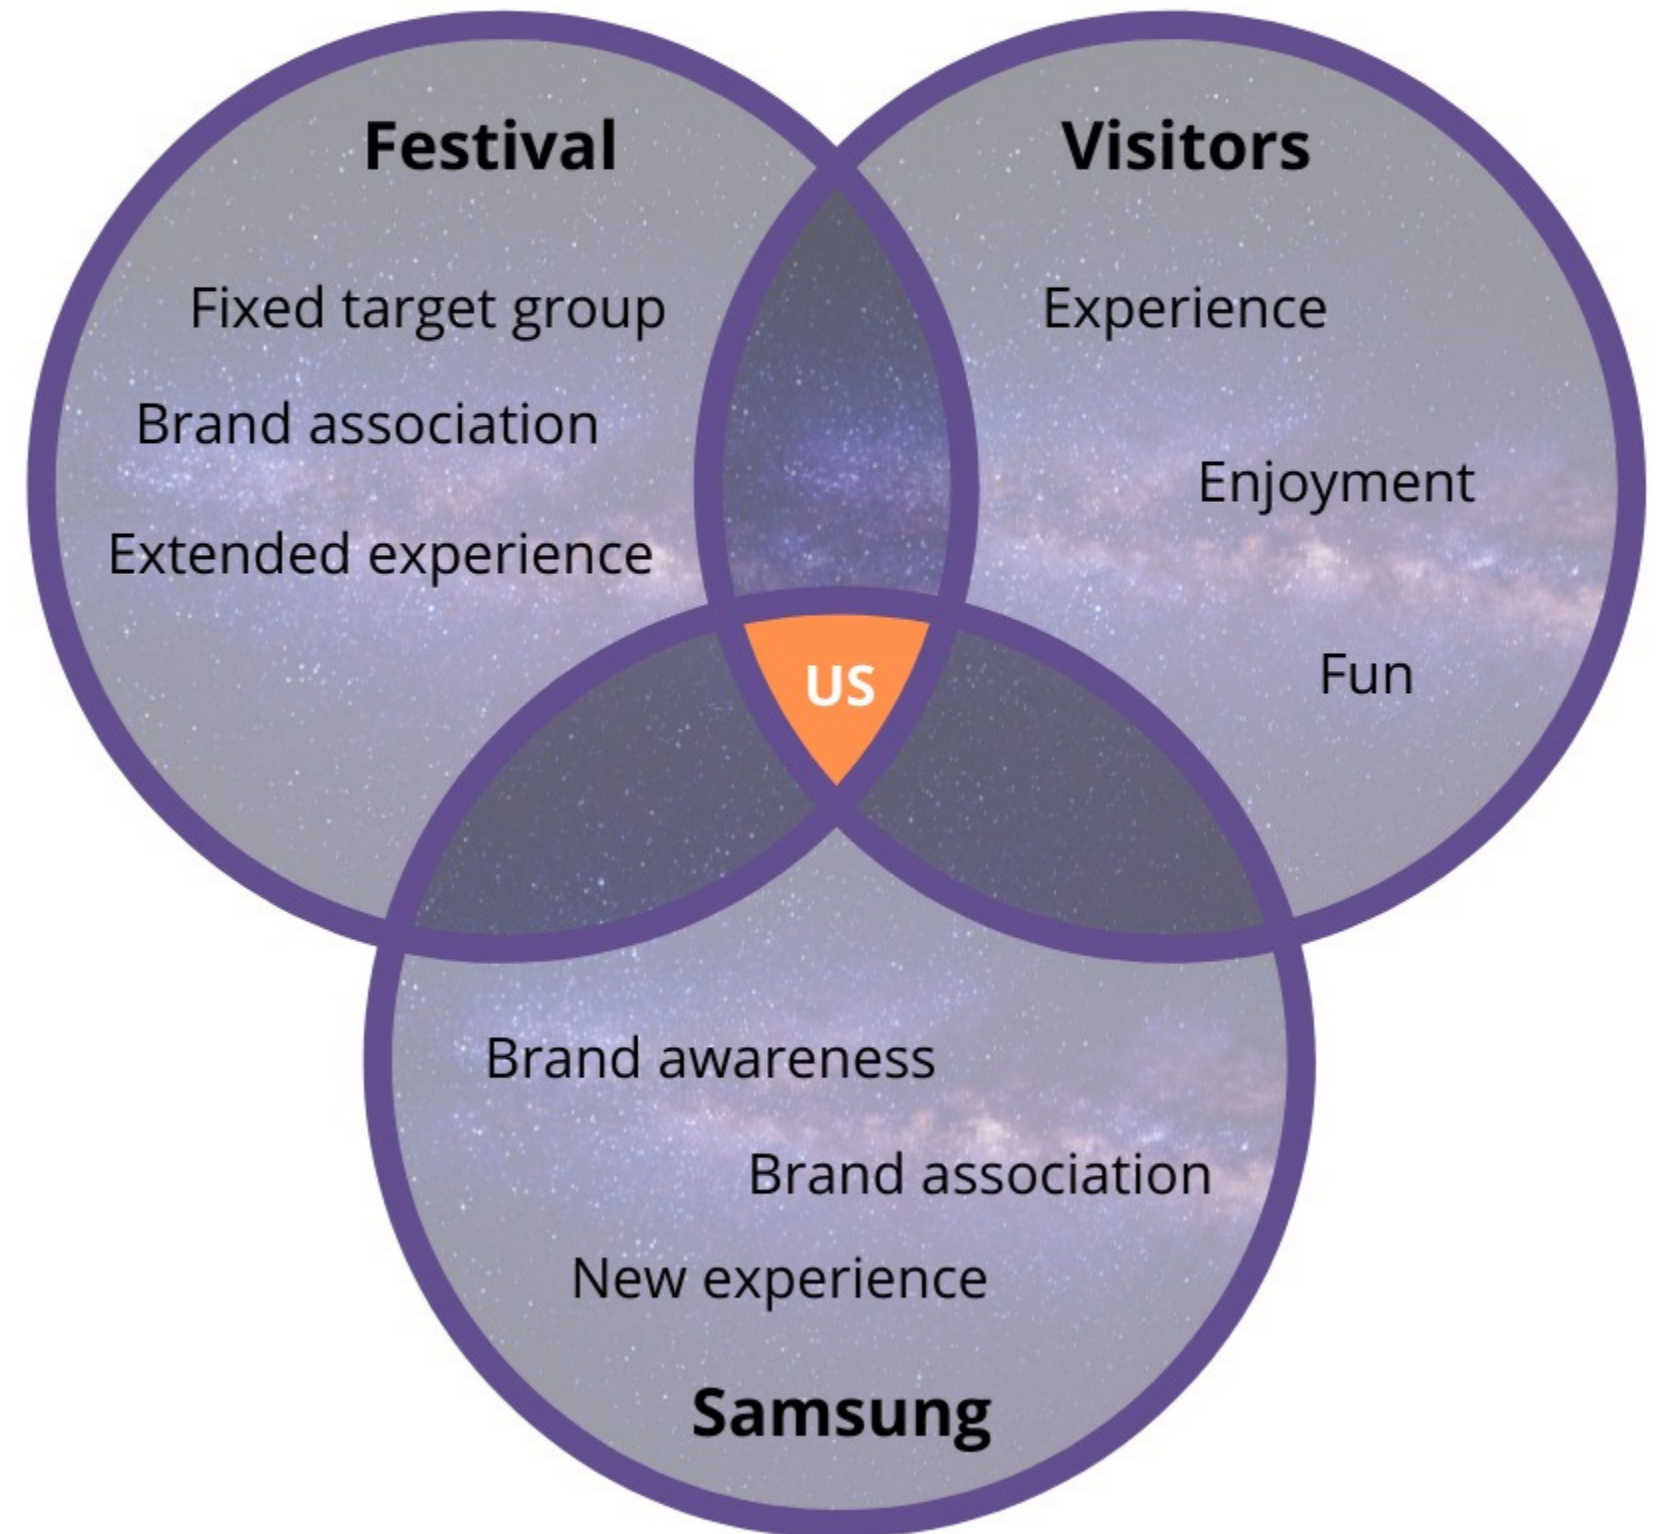 Festival
Fixed target group
Brand association
Extended experience
Visitors
Experience
Enjoyment
Fun
US
Brand awareness
Brand association
New experience
Samsung